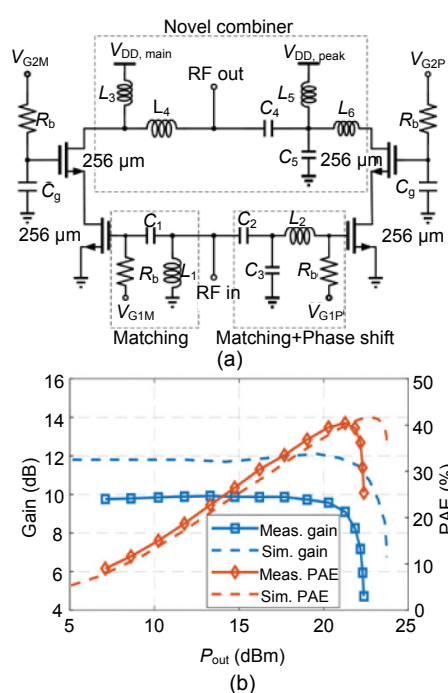 Novel combiner
V_G2M
V_DD, main
V_DD, peak
V_G2P
RF out
L_3
L_4
C_4
L_5
L_6
R_b
R_b
256 μm
C_5
256 μm
C_g
C_g
256 μm
C_1
L_1
C_2
L_2
256 μm
R_b
C_3
R_b
V_G1M
RF in
V_G1P
Matching
Matching+Phase shift
(a)
16
14
12
10
8
6
4
Gain (dB)
50
40
30
20
10
0
PAE (%)
Meas. gain
Sim. gain
Meas. PAE
Sim. PAE
5 10 15 20 25
P_out (dBm)
(b)